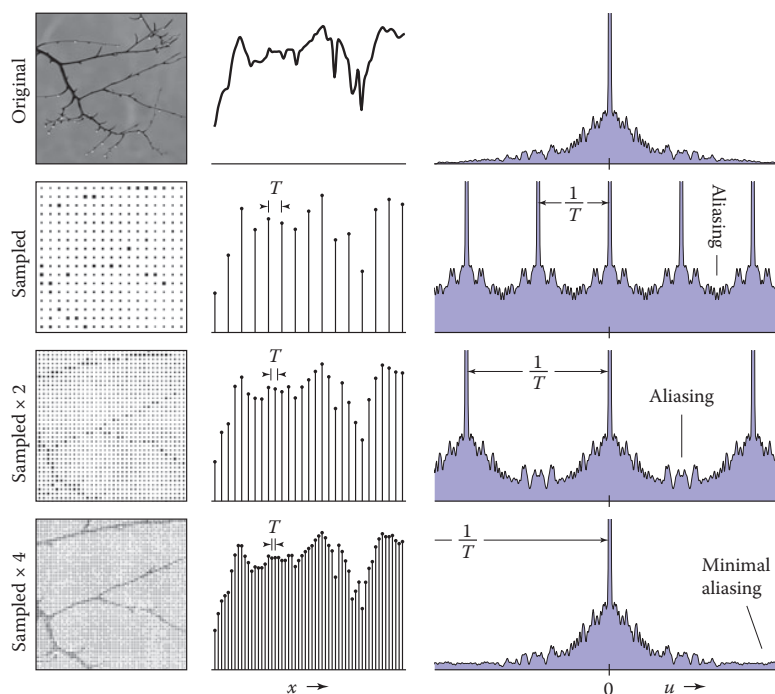 Original
Sampled
T
1
T
Aliasing
Sampled × 2
T
1
T
Aliasing
Sampled × 4
T
1
T
Minimal
aliasing
x
0
u